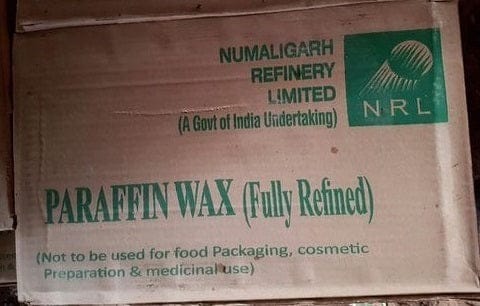 NUMALIGARH
REFINERY
LIMITED
(A Govt of India Undertaking)
NRL
PARAFFIN WAX (Fully Refined)
(Not to be used for food Packaging, cosmetic
Preparation & medicinal use)